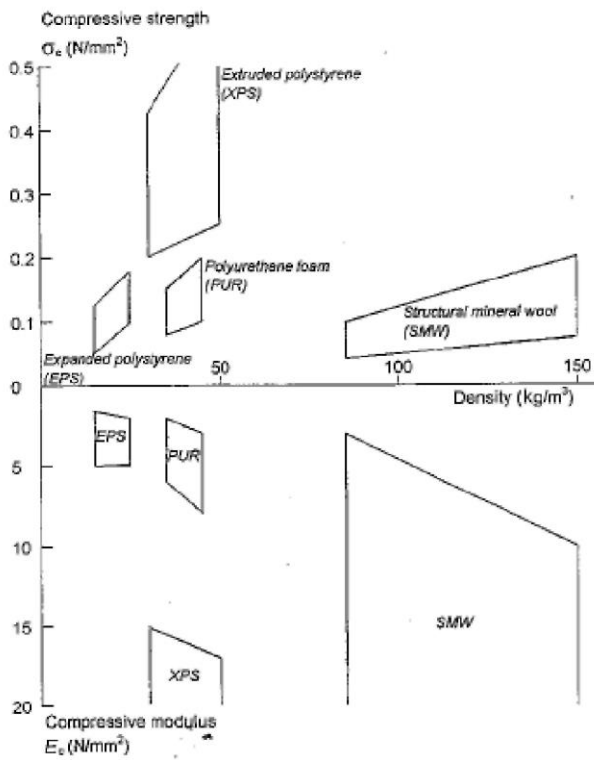 Compressive strength
σc (N/mm²)
0.5
Extruded polystyrene
(XPS)
0.4
0.3
0.2
Polyurethane foam
(PUR)
Structural mineral wool
(SMW)
0.1
Expanded polystyrene
(EPS)
50
100
150
0
Density (kg/m³)
EPS
PUR
5
10
15
SMW
XPS
20
Compressive modulus
Ec (N/mm²)